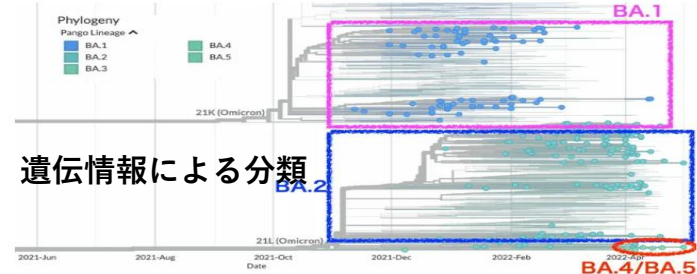 BA.1
Phylogeny
Pango Lineage
BA.1
BA.2
BA.3
BA.4
BA.5
21K (Omicron)
遺伝情報による分類
BA.2
21L (Omicron)
2021-Jun
2021-Aug
2021-Oct
2021-Dec
2022-Feb
2022-Apr
Date
BA.4/BA.5